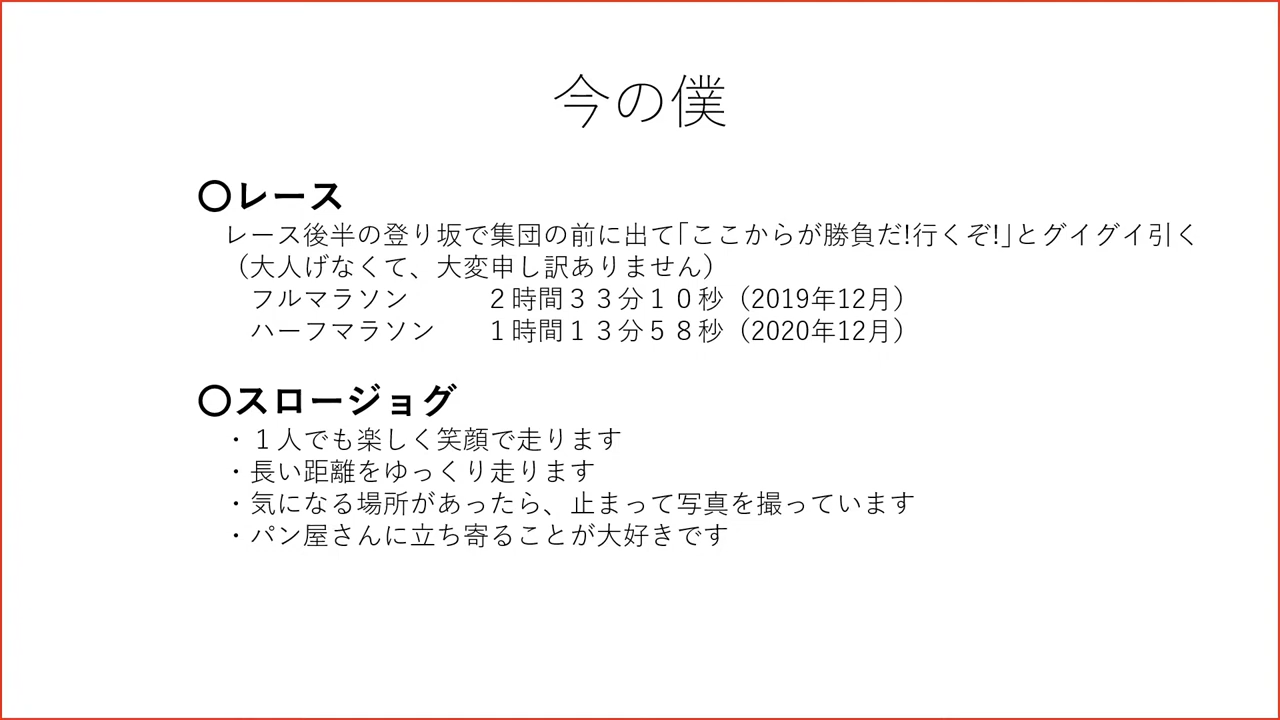 今の僕
〇レース
レース後半の登り坂で集団の前に出て「ここからが勝負だ!行くぞ!」とグイグイ引く
（大人げなくて、大変申し訳ありません）
フルマラソン　　　２時間３３分１０秒（2019年12月）
ハーフマラソン　　１時間１３分５８秒（2020年12月）
〇スロージョグ
・１人でも楽しく笑顔で走ります
・長い距離をゆっくり走ります
・気になる場所があったら、止まって写真を撮っています
・パン屋さんに立ち寄ることが大好きです